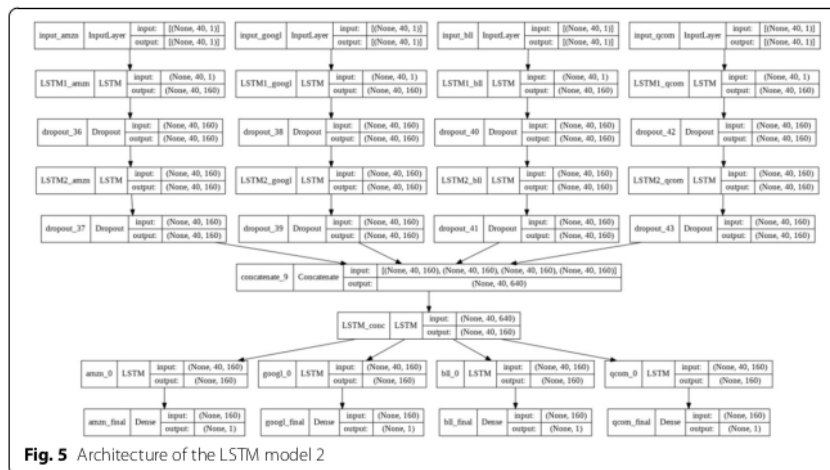 input_amzn InputLayer input: [(None, 40, 1)] output: [(None, 40, 1)]
input_googl InputLayer input: [(None, 40, 1)] output: [(None, 40, 1)]
input_bll InputLayer input: [(None, 40, 1)] output: [(None, 40, 1)]
input_qcom InputLayer input: [(None, 40, 1)] output: [(None, 40, 1)]
LSTM1_amzn LSTM input: (None, 40, 1) output: (None, 40, 160)
LSTM1_googl LSTM input: (None, 40, 1) output: (None, 40, 160)
LSTM1_bll LSTM input: (None, 40, 1) output: (None, 40, 160)
LSTM1_qcom LSTM input: (None, 40, 1) output: (None, 40, 160)
dropout_36 Dropout input: (None, 40, 160) output: (None, 40, 160)
dropout_38 Dropout input: (None, 40, 160) output: (None, 40, 160)
dropout_40 Dropout input: (None, 40, 160) output: (None, 40, 160)
dropout_42 Dropout input: (None, 40, 160) output: (None, 40, 160)
LSTM2_amzn LSTM input: (None, 40, 160) output: (None, 40, 160)
LSTM2_googl LSTM input: (None, 40, 160) output: (None, 40, 160)
LSTM2_bll LSTM input: (None, 40, 160) output: (None, 40, 160)
LSTM2_qcom LSTM input: (None, 40, 160) output: (None, 40, 160)
dropout_37 Dropout input: (None, 40, 160) output: (None, 40, 160)
dropout_39 Dropout input: (None, 40, 160) output: (None, 40, 160)
dropout_41 Dropout input: (None, 40, 160) output: (None, 40, 160)
dropout_43 Dropout input: (None, 40, 160) output: (None, 40, 160)
concatenate_9 Concatenate input: [(None, 40, 160), (None, 40, 160), (None, 40, 160), (None, 40, 160)] output: (None, 40, 640)
LSTM_conc LSTM input: (None, 40, 640) output: (None, 40, 160)
amzn_0 LSTM input: (None, 40, 160) output: (None, 160)
googl_0 LSTM input: (None, 40, 160) output: (None, 160)
bll_0 LSTM input: (None, 40, 160) output: (None, 160)
qcom_0 LSTM input: (None, 40, 160) output: (None, 160)
amzn_final Dense input: (None, 160) output: (None, 1)
googl_final Dense input: (None, 160) output: (None, 1)
bll_final Dense input: (None, 160) output: (None, 1)
qcom_final Dense input: (None, 160) output: (None, 1)
Fig. 5 Architecture of the LSTM model 2